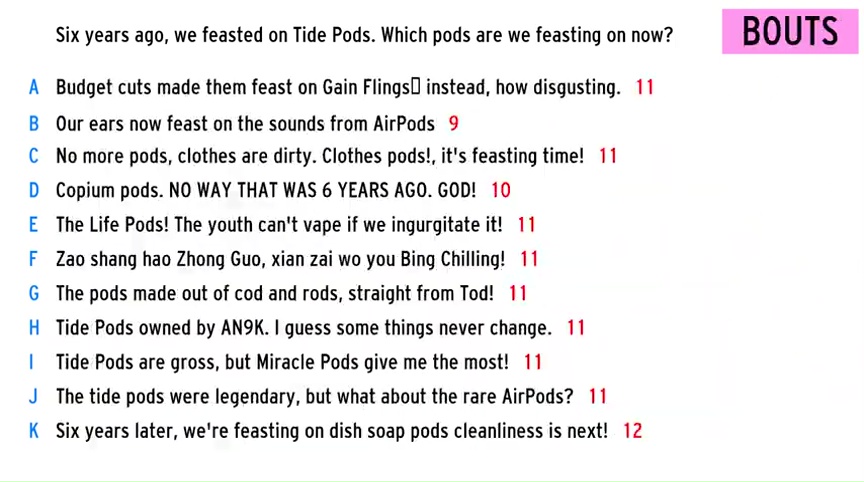 Six years ago, we feasted on Tide Pods. Which pods are we feasting on now?
BOUTS
A Budget cuts made them feast on Gain Flings▯ instead, how disgusting. 11
B Our ears now feast on the sounds from AirPods 9
C No more pods, clothes are dirty. Clothes pods!, it's feasting time! 11
D Copium pods. NO WAY THAT WAS 6 YEARS AGO. GOD! 10
E The Life Pods! The youth can't vape if we ingurgitate it! 11
F Zao shang hao Zhong Guo, xian zai wo you Bing Chilling! 11
G The pods made out of cod and rods, straight from Tod! 11
H Tide Pods owned by AN9K. I guess some things never change. 11
I Tide Pods are gross, but Miracle Pods give me the most! 11
J The tide pods were legendary, but what about the rare AirPods? 11
K Six years later, we're feasting on dish soap pods cleanliness is next! 12